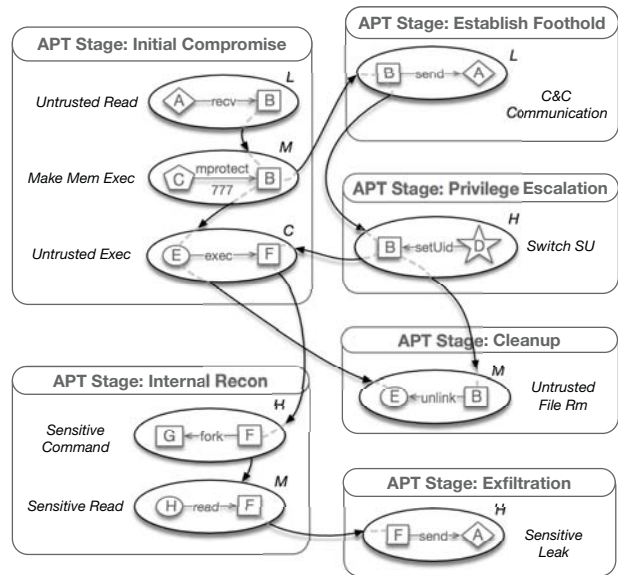 APT Stage: Initial Compromise
L
Untrusted Read
A recv B
M
Make Mem Exec
C mprotect B
777
C
Untrusted Exec
E exec F
APT Stage: Establish Foothold
L
B send A
C&C
Communication
APT Stage: Privilege Escalation
H
B setUid D
Switch SU
APT Stage: Cleanup
M
E unlink B
Untrusted
File Rm
APT Stage: Internal Recon
H
Sensitive
Command
G fork F
M
Sensitive Read
H read F
APT Stage: Exfiltration
H
F send A
Sensitive
Leak